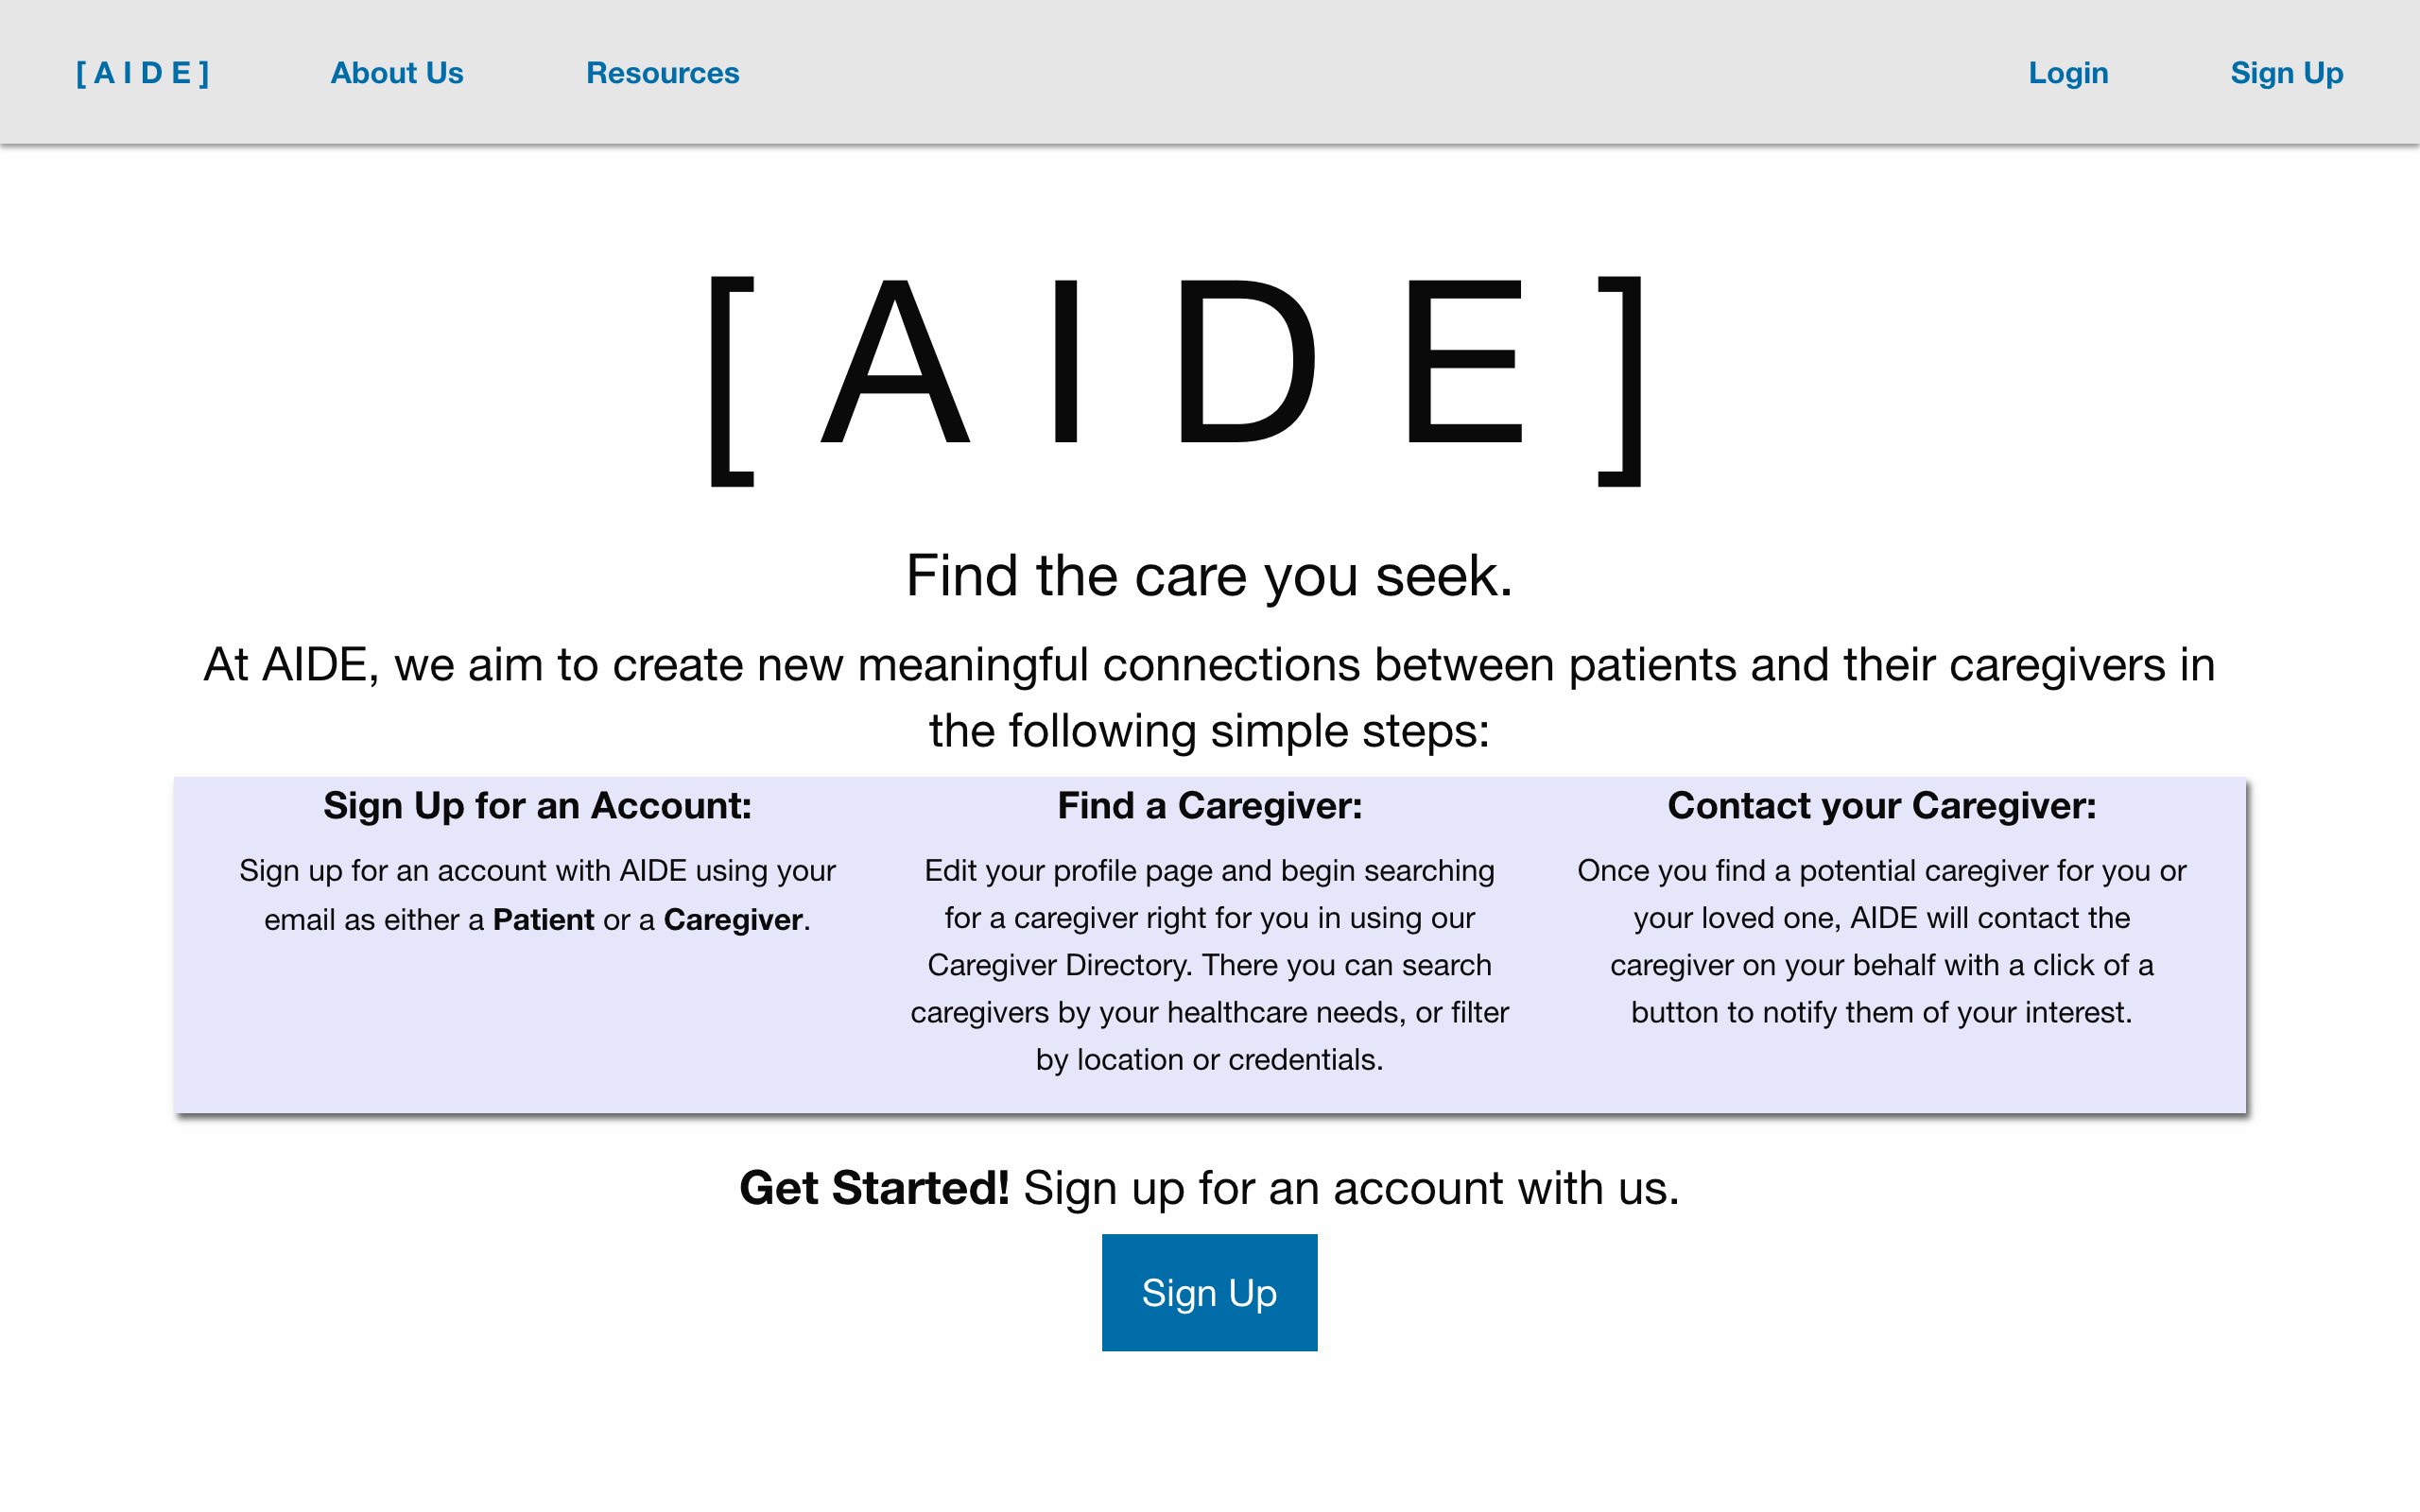 [ A I D E ] About Us Resources Login Sign Up
[ A I D E ]
Find the care you seek.
At AIDE, we aim to create new meaningful connections between patients and their caregivers in
the following simple steps:
Sign Up for an Account:
Sign up for an account with AIDE using your
email as either a Patient or a Caregiver.
Find a Caregiver:
Edit your profile page and begin searching
for a caregiver right for you in using our
Caregiver Directory. There you can search
caregivers by your healthcare needs, or filter
by location or credentials.
Contact your Caregiver:
Once you find a potential caregiver for you or
your loved one, AIDE will contact the
caregiver on your behalf with a click of a
button to notify them of your interest.
Get Started! Sign up for an account with us.
Sign Up